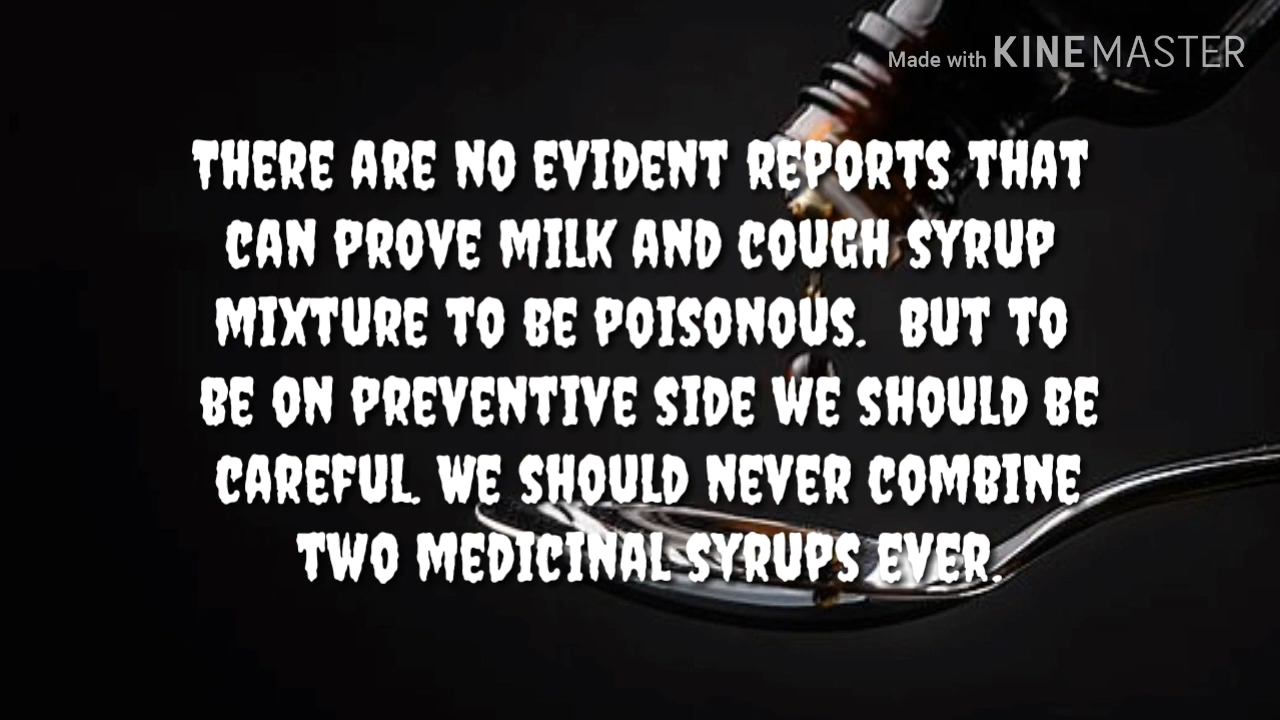 Made with KINEMASTER
THERE ARE NO EVIDENT REPORTS THAT
CAN PROVE MILK AND COUGH SYRUP
MIXTURE TO BE POISONOUS. BUT TO
BE ON PREVENTIVE SIDE WE SHOULD BE
CAREFUL. WE SHOULD NEVER COMBINE
TWO MEDICINAL SYRUPS EVER.